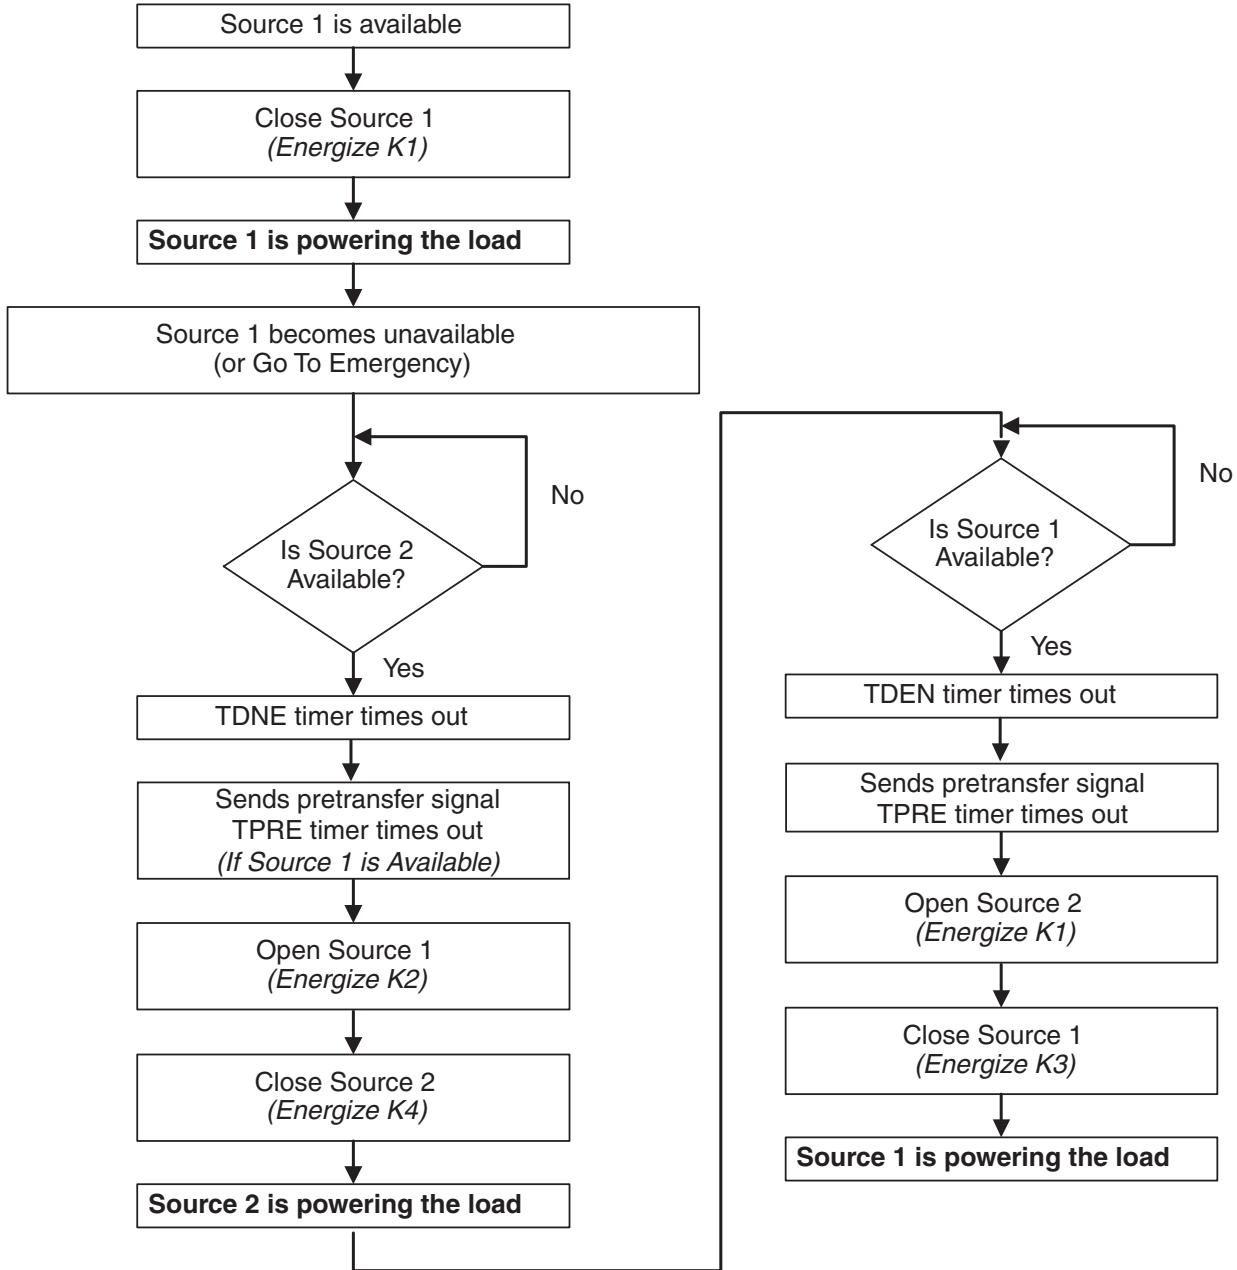 Source 1 is available
Close Source 1
(Energize K1)
Source 1 is powering the load
Source 1 becomes unavailable
(or Go To Emergency)
No
Is Source 2
Available?
Yes
TDNE timer times out
Sends pretransfer signal
TPRE timer times out
(If Source 1 is Available)
Open Source 1
(Energize K2)
Close Source 2
(Energize K4)
Source 2 is powering the load
No
Is Source 1
Available?
Yes
TDEN timer times out
Sends pretransfer signal
TPRE timer times out
Open Source 2
(Energize K1)
Close Source 1
(Energize K3)
Source 1 is powering the load